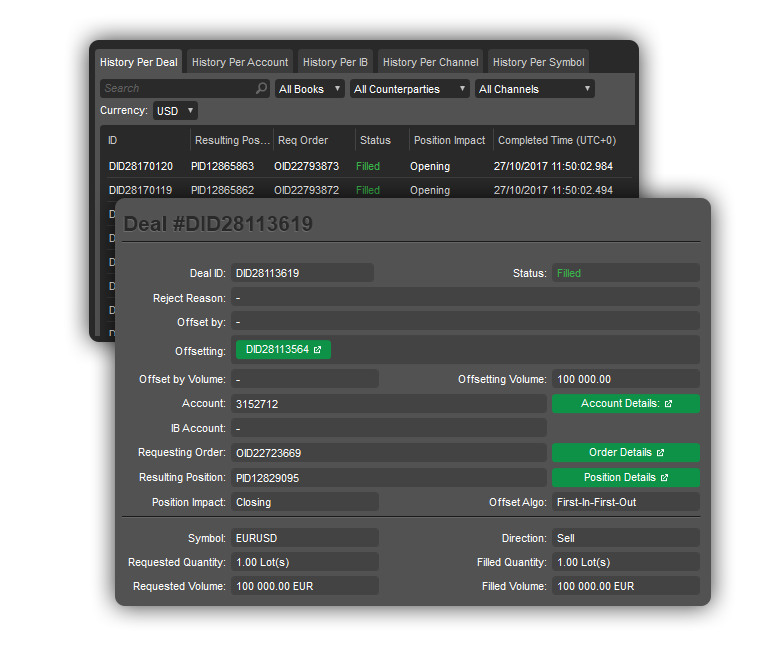 History Per Deal History Per Account History Per IB History Per Channel History Per Symbol
Search All Books All Counterparties All Channels
Currency: USD
ID Resulting Pos... Req Order Status Position Impact Completed Time (UTC+0)
DID28170120 PID12865863 OID22793873 Filled Opening 27/10/2017 11:50:02.984
DID28170119 PID12865862 OID22793872 Filled Opening 27/10/2017 11:50:02.494
Deal #DID28113619
Deal ID: DID28113619 Status: Filled
Reject Reason: -
Offset by: -
Offsetting: DID28113564
Offset by Volume: - Offsetting Volume: 100 000.00
Account: 3152712 Account Details:
IB Account: -
Requesting Order: OID22723669 Order Details
Resulting Position: PID12829095 Position Details
Position Impact: Closing Offset Algo: First-In-First-Out
Symbol: EURUSD Direction: Sell
Requested Quantity: 1.00 Lot(s) Filled Quantity: 1.00 Lot(s)
Requested Volume: 100 000.00 EUR Filled Volume: 100 000.00 EUR